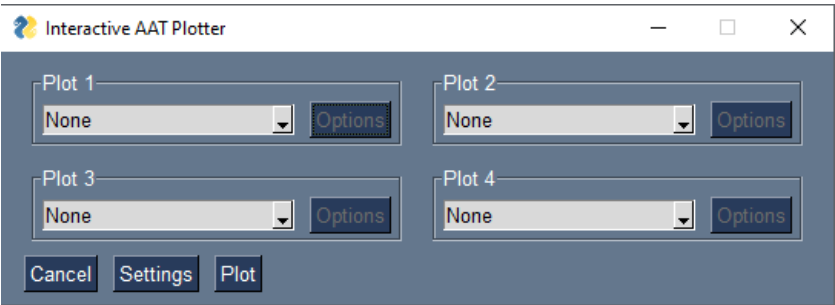 Interactive AAT Plotter
Plot 1
None
Options
Plot 2
None
Options
Plot 3
None
Options
Plot 4
None
Options
Cancel
Settings
Plot